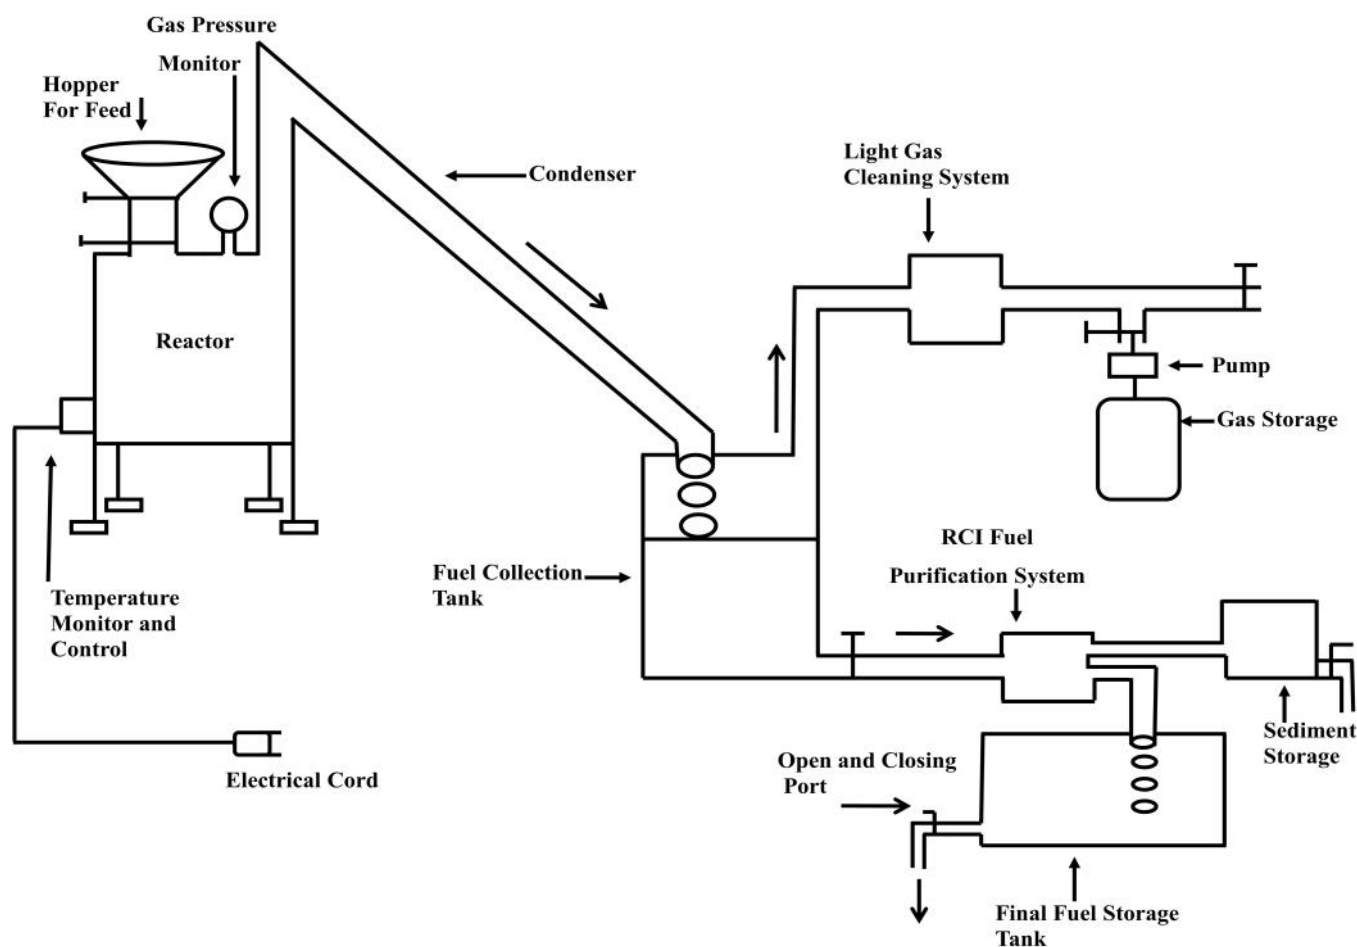 Gas Pressure
Monitor
Hopper
For Feed
Condenser
Light Gas
Cleaning System
Reactor
Pump
Gas Storage
RCI Fuel
Purification System
Fuel Collection
Tank
Temperature
Monitor and
Control
Sediment
Storage
Open and Closing
Port
Electrical Cord
Final Fuel Storage
Tank